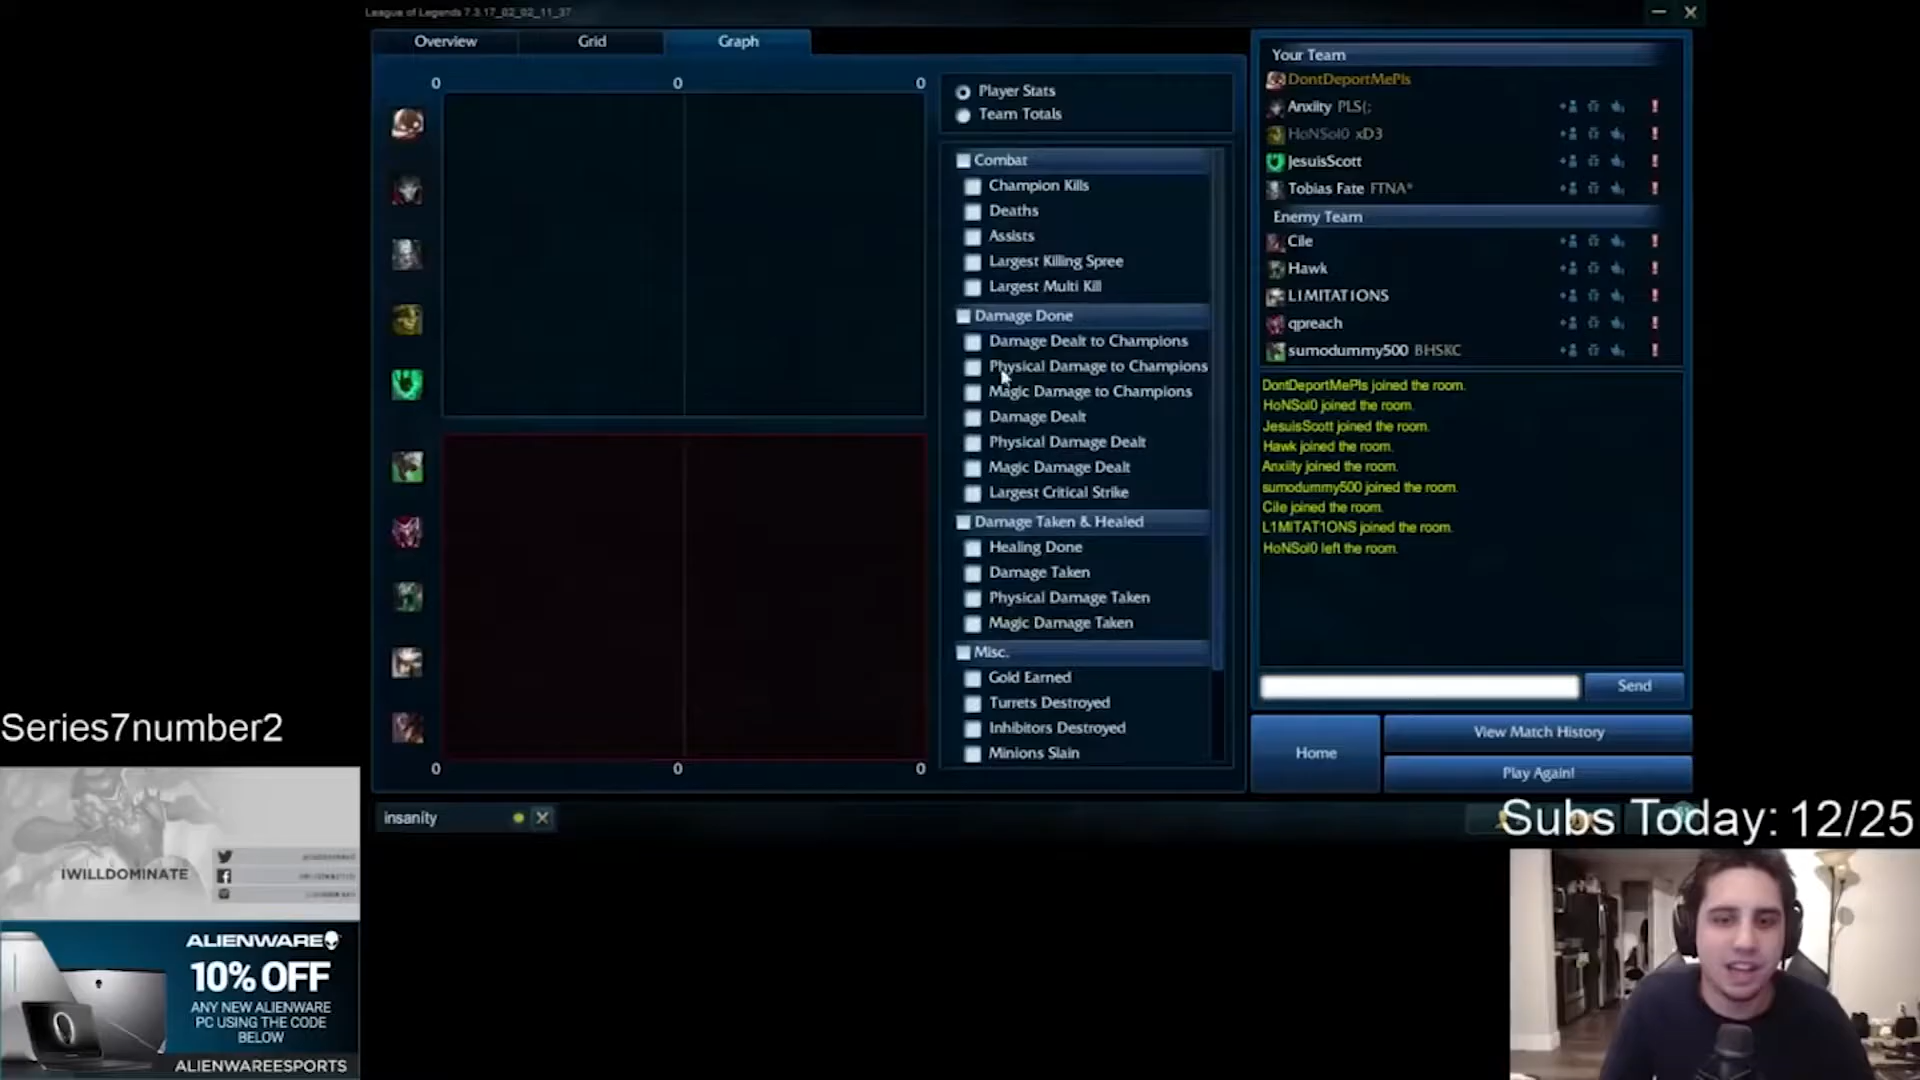 League of Legends 7.3.17_02_02_11_37
Overview
Grid
Graph
0
0
0
0
0
0
Player Stats
Team Totals
Combat
Champion Kills
Deaths
Assists
Largest Killing Spree
Largest Multi Kill
Damage Done
Damage Dealt to Champions
Physical Damage to Champions
Magic Damage to Champions
Damage Dealt
Physical Damage Dealt
Magic Damage Dealt
Largest Critical Strike
Damage Taken & Healed
Healing Done
Damage Taken
Physical Damage Taken
Magic Damage Taken
Misc.
Gold Earned
Turrets Destroyed
Inhibitors Destroyed
Minions Slain
Your Team
DontDeportMePls
Anxiity PLS(;
HoNSol0 xD3
JesuisScott
Tobias Fate FTNA*
Enemy Team
Cile
Hawk
L1MITAT1ONS
qpreach
sumodummy500 BHSKC
DontDeportMePls joined the room.
HoNSol0 joined the room.
JesuisScott joined the room.
Hawk joined the room.
Anxiity joined the room.
sumodummy500 joined the room.
Cile joined the room.
L1MITAT1ONS joined the room.
HoNSol0 left the room.
Send
Home
View Match History
Play Again!
insanity
Series7number2
IWILLDOMINATE
ALIENWARE
10% OFF
ANY NEW ALIENWARE
PC USING THE CODE
BELOW
ALIENWAREESPORTS
Subs Today: 12/25